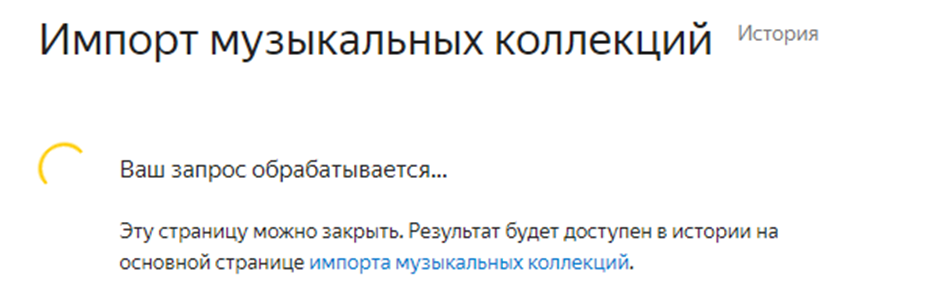 Импорт музыкальных коллекций История
Ваш запрос обрабатывается...
Эту страницу можно закрыть. Результат будет доступен в истории на
основной странице импорта музыкальных коллекций.